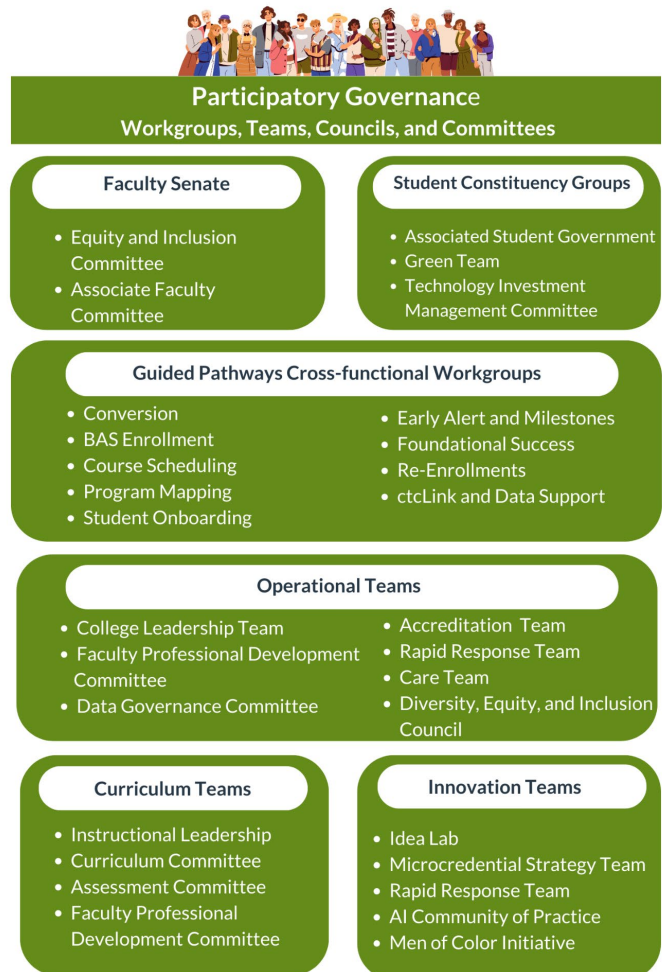 Participatory Governance
Workgroups, Teams, Councils, and Committees
Faculty Senate
• Equity and Inclusion
Committee
• Associate Faculty
Committee
Student Constituency Groups
• Associated Student Government
• Green Team
• Technology Investment
Management Committee
Guided Pathways Cross-functional Workgroups
• Conversion
• BAS Enrollment
• Course Scheduling
• Program Mapping
• Student Onboarding
• Early Alert and Milestones
• Foundational Success
• Re-Enrollments
• ctcLink and Data Support
Operational Teams
• College Leadership Team
• Faculty Professional Development
Committee
• Data Governance Committee
• Accreditation Team
• Rapid Response Team
• Care Team
• Diversity, Equity, and Inclusion
Council
Curriculum Teams
• Instructional Leadership
• Curriculum Committee
• Assessment Committee
• Faculty Professional
Development Committee
Innovation Teams
• Idea Lab
• Microcredential Strategy Team
• Rapid Response Team
• AI Community of Practice
• Men of Color Initiative